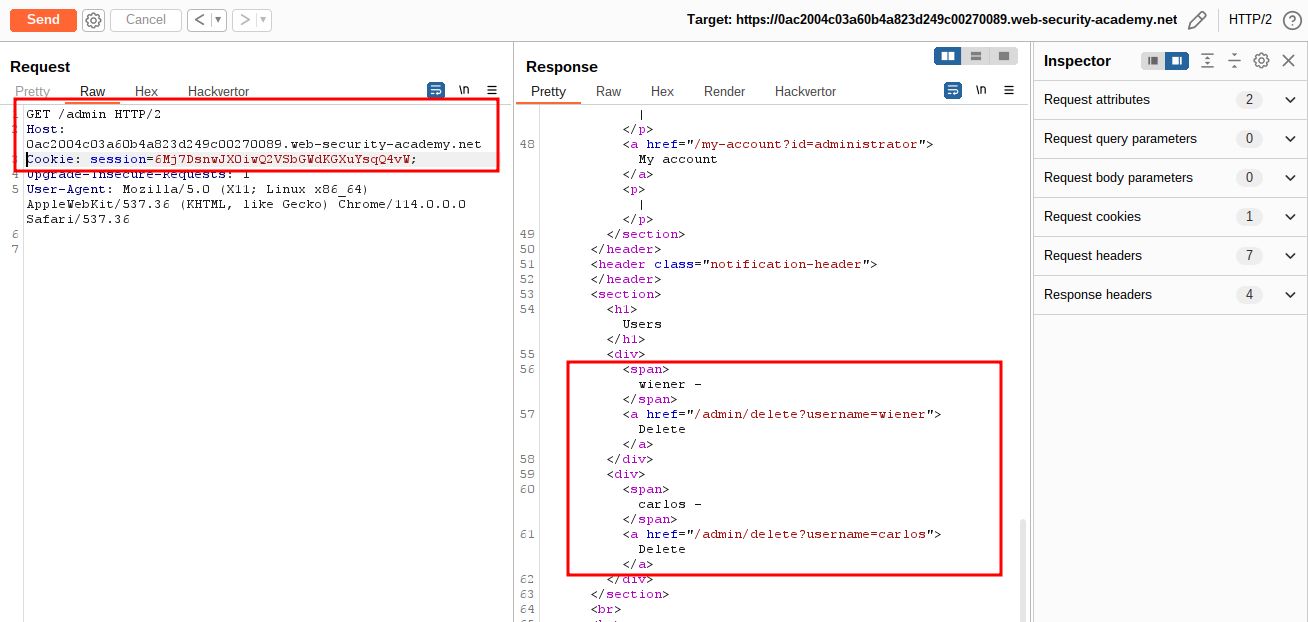 Send
Cancel
< | ▼
> | ▼
Target: https://0ac2004c03a60b4a823d249c00270089.web-security-academy.net
HTTP/2
?
Request
Pretty
Raw
Hex
Hackvertor
\n
1 GET /admin HTTP/2
2 Host:
0ac2004c03a60b4a823d249c00270089.web-security-academy.net
3 Cookie: session=6Mj7DsnwJXOiwQ2VSbGWdKGXuYsqQ4vW;
4 Upgrade-Insecure-Requests: 1
5 User-Agent: Mozilla/5.0 (X11; Linux x86_64)
AppleWebKit/537.36 (KHTML, like Gecko) Chrome/114.0.0.0
Safari/537.36
6
7
Response
Pretty
Raw
Hex
Render
Hackvertor
\n
|
</p>
48 <a href="/my-account?id=administrator">
My account
</a>
<p>
|
</p>
49 </section>
50 </header>
51 <header class="notification-header">
52 </header>
53 <section>
54 <h1>
Users
</h1>
55 <div>
56 <span>
wiener -
</span>
57 <a href="/admin/delete?username=wiener">
Delete
</a>
58 </div>
59 <div>
60 <span>
carlos -
</span>
61 <a href="/admin/delete?username=carlos">
Delete
</a>
62 </div>
63 </section>
64 <br>
Inspector
Request attributes 2
Request query parameters 0
Request body parameters 0
Request cookies 1
Request headers 7
Response headers 4